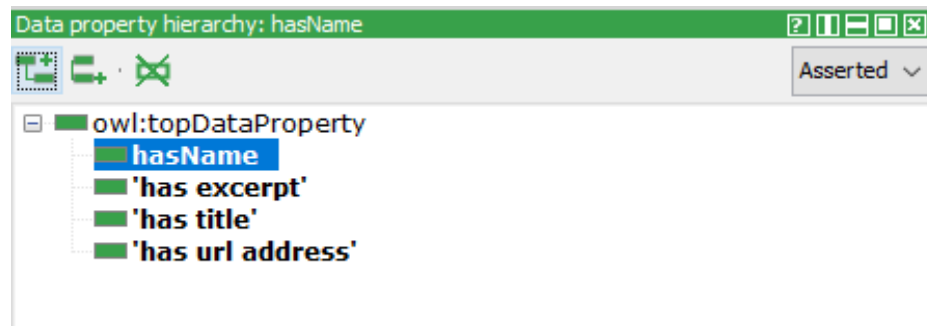 Data property hierarchy: hasName
Asserted
owl:topDataProperty
hasName
'has excerpt'
'has title'
'has url address'